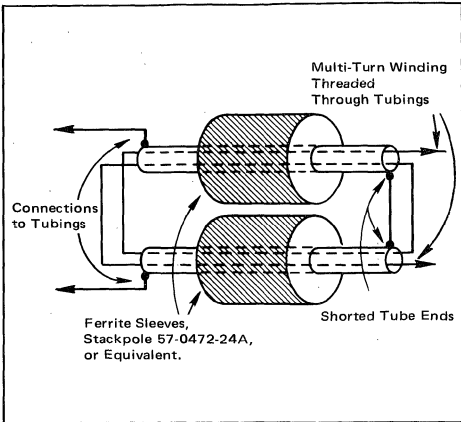 Multi-Turn Winding
Threaded
Through Tubings
Connections
to Tubings
Ferrite Sleeves,
Stackpole 57-0472-24A,
or Equivalent.
Shorted Tube Ends